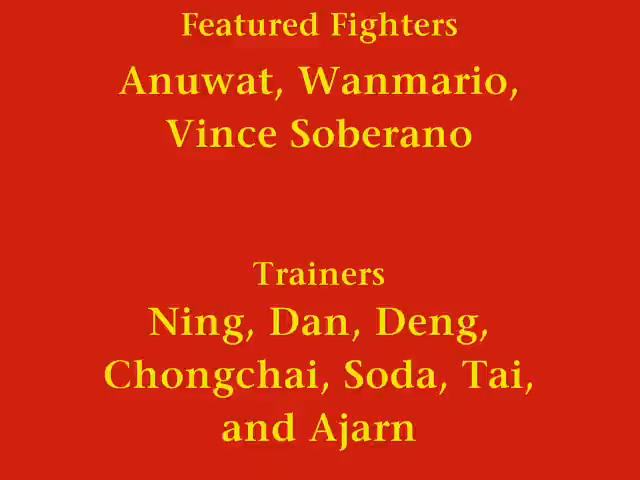 Featured Fighters
Anuwat, Wanmario,
Vince Soberano
Trainers
Ning, Dan, Deng,
Chongchai, Soda, Tai,
and Ajarn